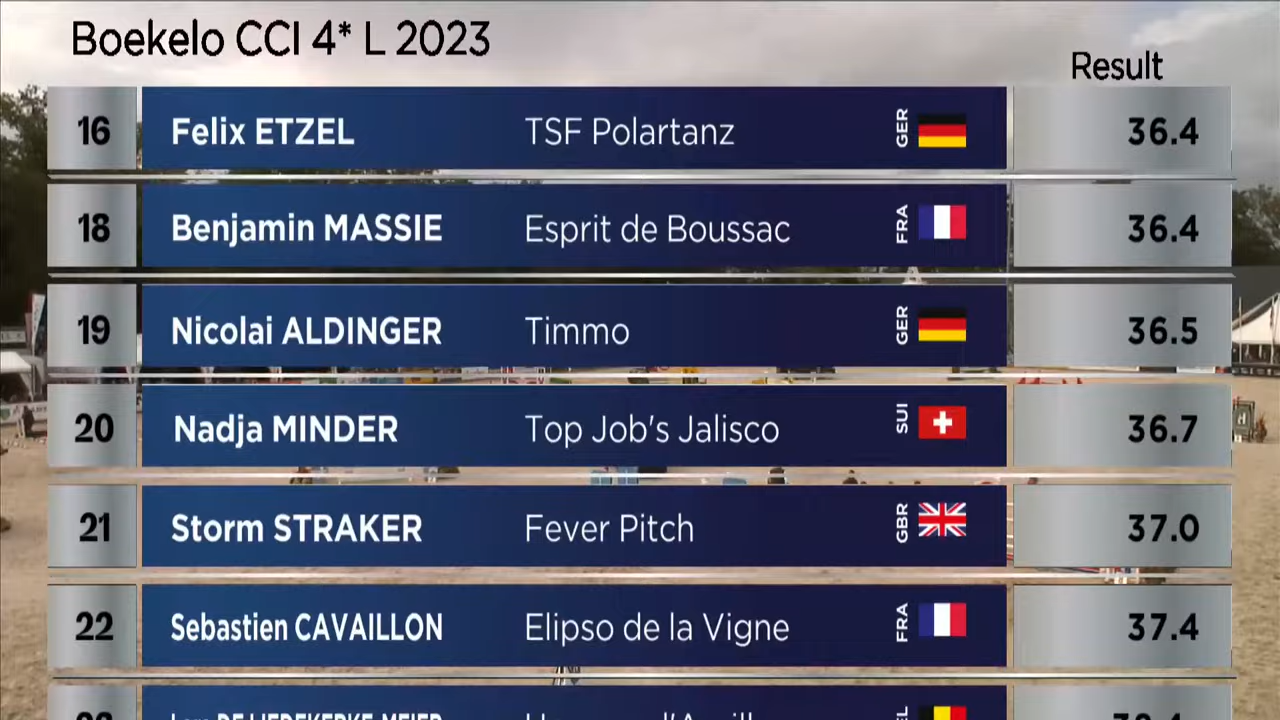 Boekelo CCI 4* L 2023
Result
16 Felix ETZEL TSF Polartanz GER 36.4
18 Benjamin MASSIE Esprit de Boussac FRA 36.4
19 Nicolai ALDINGER Timmo GER 36.5
20 Nadja MINDER Top Job's Jalisco SUI 36.7
21 Storm STRAKER Fever Pitch GBR 37.0
22 Sebastien CAVAILLON Elipso de la Vigne FRA 37.4